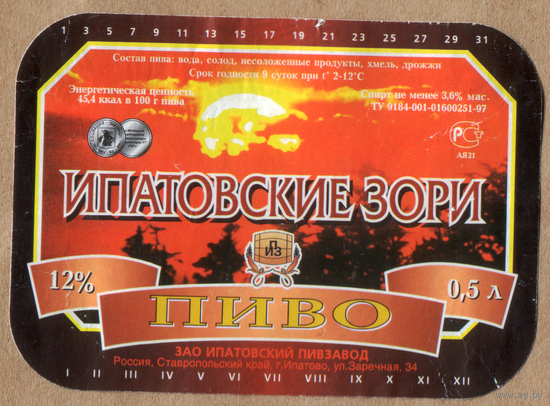 1 3 5 7 9 11 13 15 17 19 21 23 25 27 29 31
Состав пива: вода, солод, несоложенные продукты, хмель, дрожжи
Срок годности 9 суток при t° 2-12°С
Энергетическая ценность
45,4 ккал в 100 г пива
Спирт не менее 3,6% мас.
ТУ 9184-001-01600251-97
АЯ21
ИПАТОВСКИЕ ЗОРИ
П
ИЗ
12%
0,5 л
ПИВО
ЗАО ИПАТОВСКИЙ ПИВЗАВОД
Россия, Ставропольский край, г.Ипатово, ул.Заречная, 34
I II III IV V VI VII VIII IX X XI XII